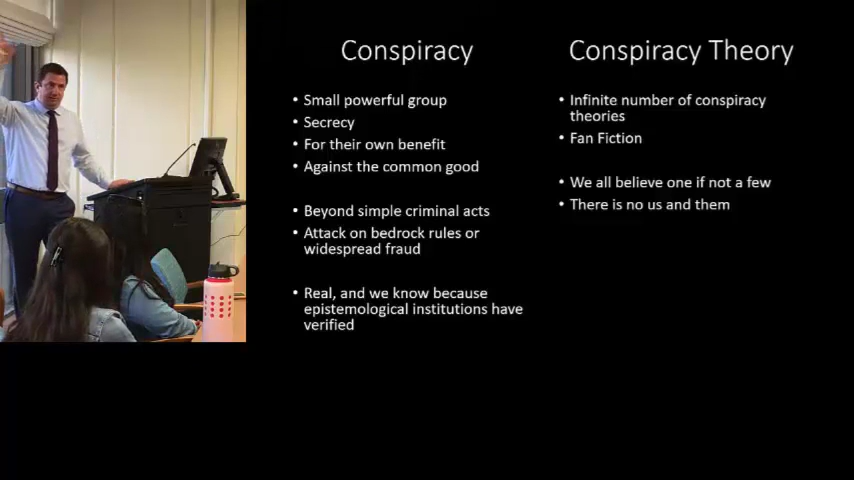 Conspiracy
• Small powerful group
• Secrecy
• For their own benefit
• Against the common good
• Beyond simple criminal acts
• Attack on bedrock rules or
widespread fraud
• Real, and we know because
epistemological institutions have
verified
Conspiracy Theory
• Infinite number of conspiracy
theories
• Fan Fiction
• We all believe one if not a few
• There is no us and them